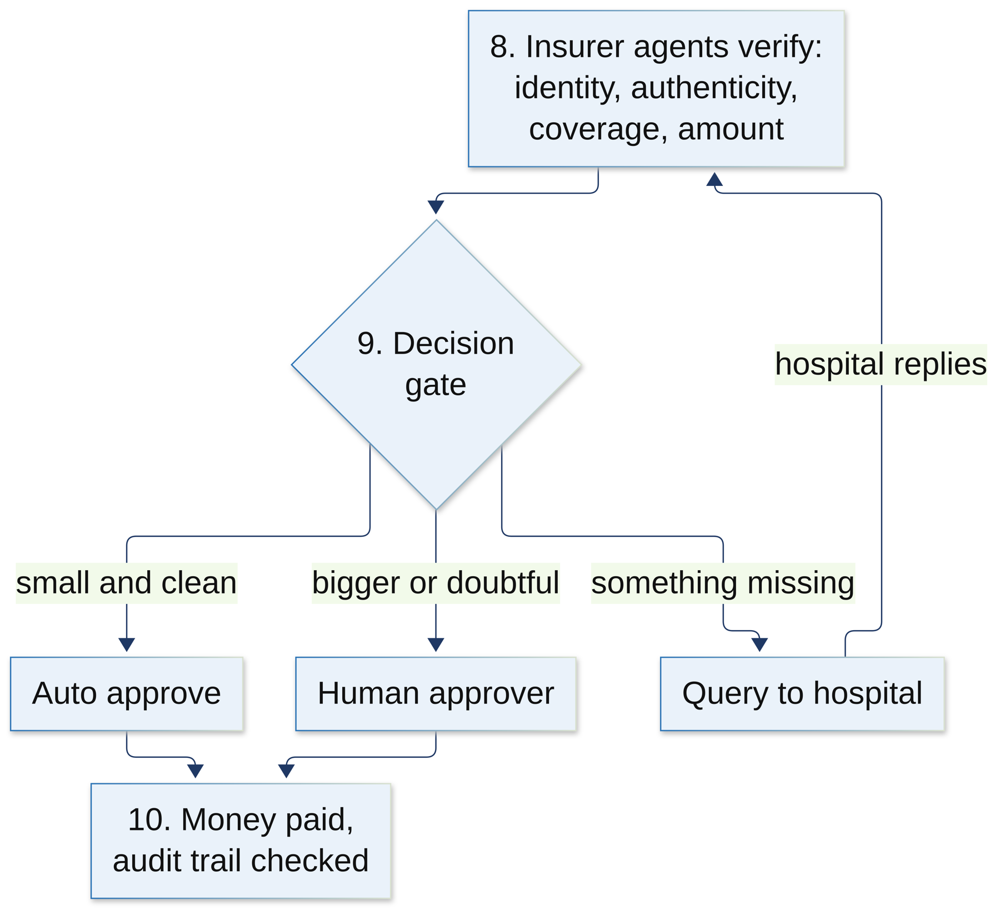 8. Insurer agents verify:
identity, authenticity,
coverage, amount
9. Decision
gate
hospital replies
small and clean
bigger or doubtful
something missing
Auto approve
Human approver
Query to hospital
10. Money paid,
audit trail checked